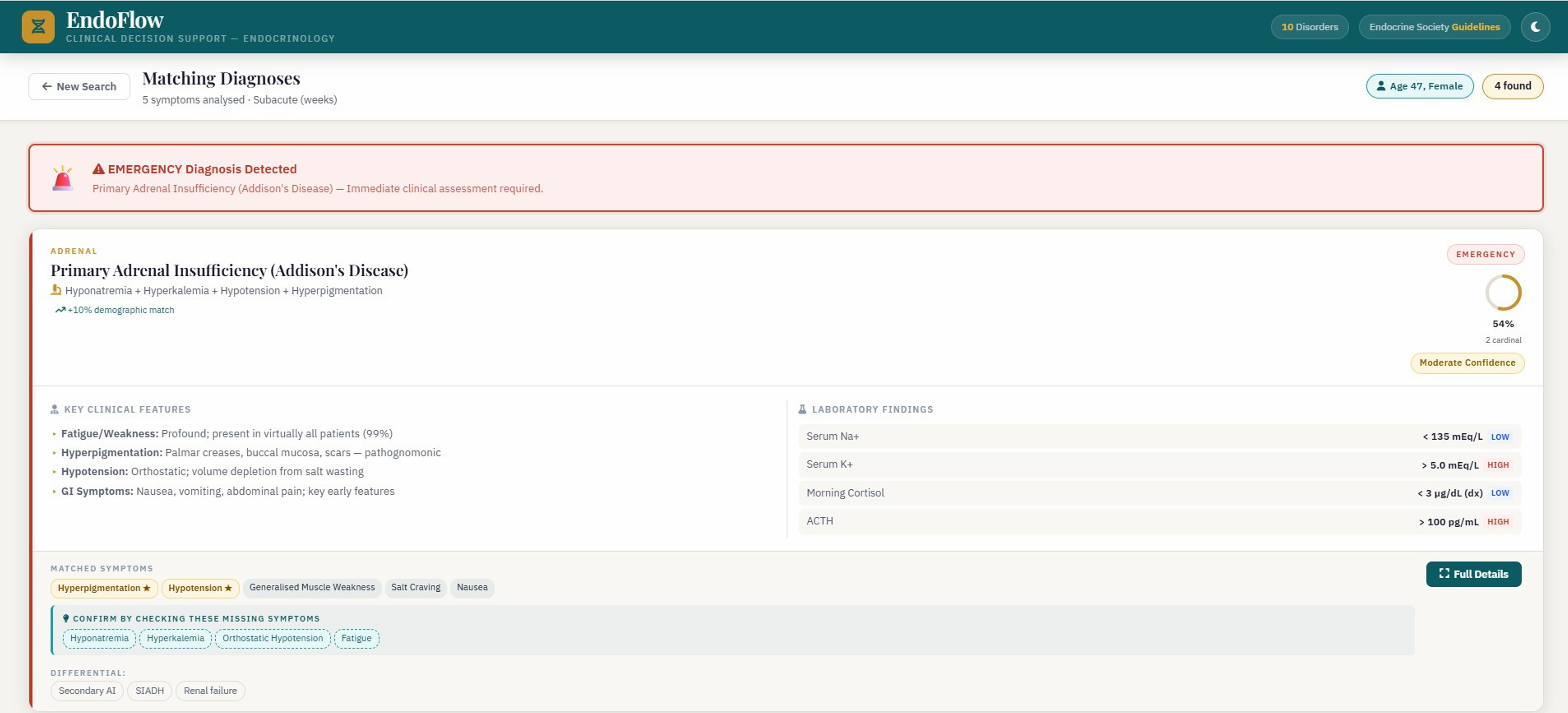 EndoFlow
CLINICAL DECISION SUPPORT — ENDOCRINOLOGY
10 Disorders
Endocrine Society Guidelines
← New Search
Matching Diagnoses
5 symptoms analysed · Subacute (weeks)
Age 47, Female
4 found
EMERGENCY Diagnosis Detected
Primary Adrenal Insufficiency (Addison's Disease) — Immediate clinical assessment required.
ADRENAL
Primary Adrenal Insufficiency (Addison's Disease)
Hyponatremia + Hyperkalemia + Hypotension + Hyperpigmentation
+10% demographic match
EMERGENCY
54%
2 cardinal
Moderate Confidence
KEY CLINICAL FEATURES
Fatigue/Weakness: Profound; present in virtually all patients (99%)
Hyperpigmentation: Palmar creases, buccal mucosa, scars — pathognomonic
Hypotension: Orthostatic; volume depletion from salt wasting
GI Symptoms: Nausea, vomiting, abdominal pain; key early features
LABORATORY FINDINGS
Serum Na+ < 135 mEq/L LOW
Serum K+ > 5.0 mEq/L HIGH
Morning Cortisol < 3 µg/dL (dx) LOW
ACTH > 100 pg/mL HIGH
MATCHED SYMPTOMS
Hyperpigmentation ★ Hypotension ★ Generalised Muscle Weakness Salt Craving Nausea
Full Details
CONFIRM BY CHECKING THESE MISSING SYMPTOMS
Hyponatremia Hyperkalemia Orthostatic Hypotension Fatigue
DIFFERENTIAL:
Secondary AI SIADH Renal failure